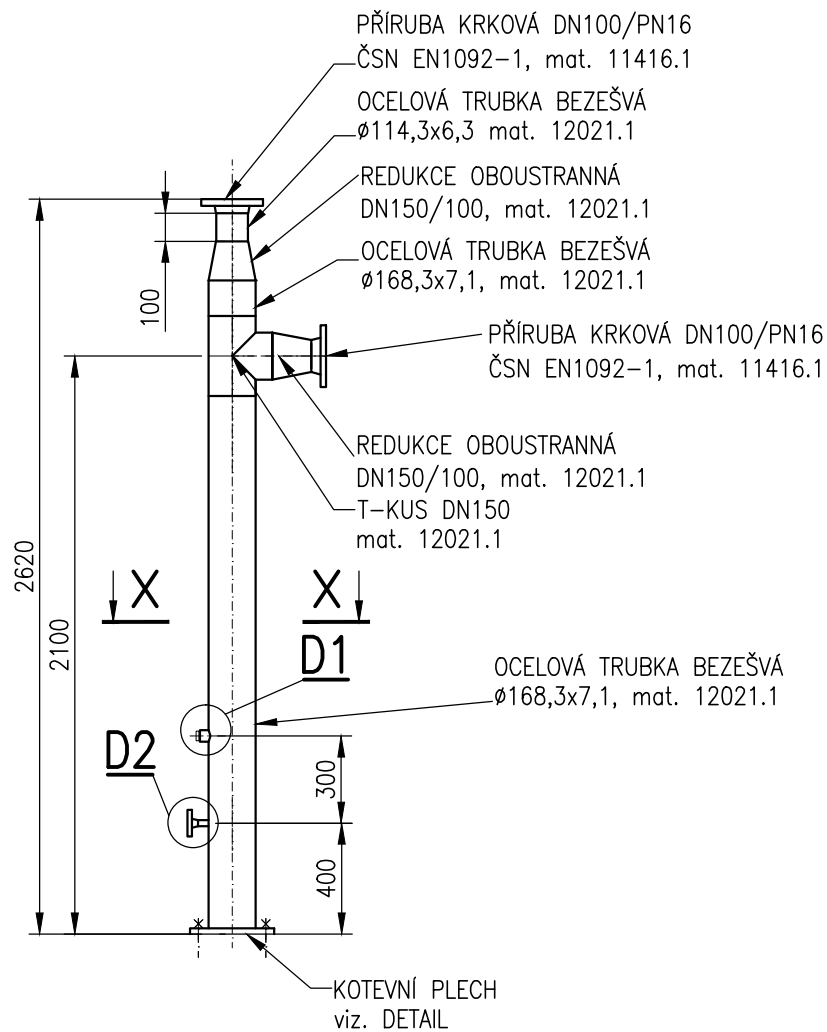 PŘÍRUBA KRKOVÁ DN100/PN16
ČSN EN1092-1, mat. 11416.1
OCELOVÁ TRUBKA BEZEŠVÁ
ø114,3x6,3 mat. 12021.1
REDUKCE OBOUSTRANNÁ
DN150/100, mat. 12021.1
OCELOVÁ TRUBKA BEZEŠVÁ
ø168,3x7,1, mat. 12021.1
100
PŘÍRUBA KRKOVÁ DN100/PN16
ČSN EN1092-1, mat. 11416.1
REDUKCE OBOUSTRANNÁ
DN150/100, mat. 12021.1
T-KUS DN150
mat. 12021.1
2620
2100
X X
D1
OCELOVÁ TRUBKA BEZEŠVÁ
ø168,3x7,1, mat. 12021.1
D2
300
400
KOTEVNÍ PLECH
viz. DETAIL